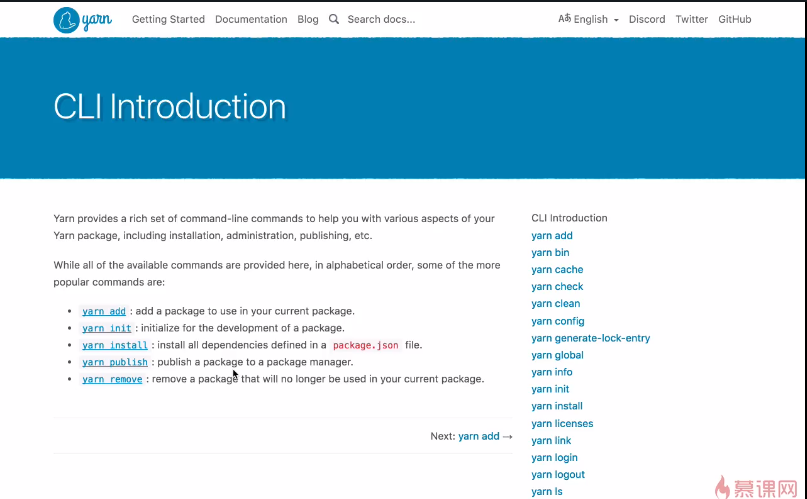 yarn Getting Started Documentation Blog Search docs... English Discord Twitter GitHub
CLI Introduction
Yarn provides a rich set of command-line commands to help you with various aspects of your
Yarn package, including installation, administration, publishing, etc.
While all of the available commands are provided here, in alphabetical order, some of the more
popular commands are:
yarn add : add a package to use in your current package.
yarn init : initialize for the development of a package.
yarn install : install all dependencies defined in a package.json file.
yarn publish : publish a package to a package manager.
yarn remove : remove a package that will no longer be used in your current package.
Next: yarn add →
CLI Introduction
yarn add
yarn bin
yarn cache
yarn check
yarn clean
yarn config
yarn generate-lock-entry
yarn global
yarn info
yarn init
yarn install
yarn licenses
yarn link
yarn login
yarn logout
yarn ls
慕课网